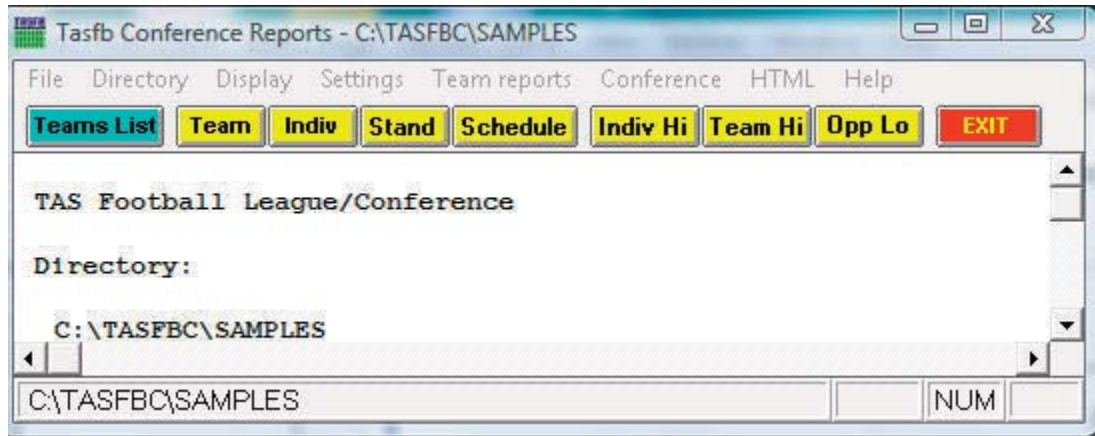 Tasfb Conference Reports - C:\TASFBC\SAMPLES
File Directory Display Settings Team reports Conference HTML Help
Teams List Team Indiv Stand Schedule Indiv Hi Team Hi Opp Lo EXIT
TAS Football League/Conference
Directory:
C:\TASFBC\SAMPLES
C:\TASFBC\SAMPLES NUM